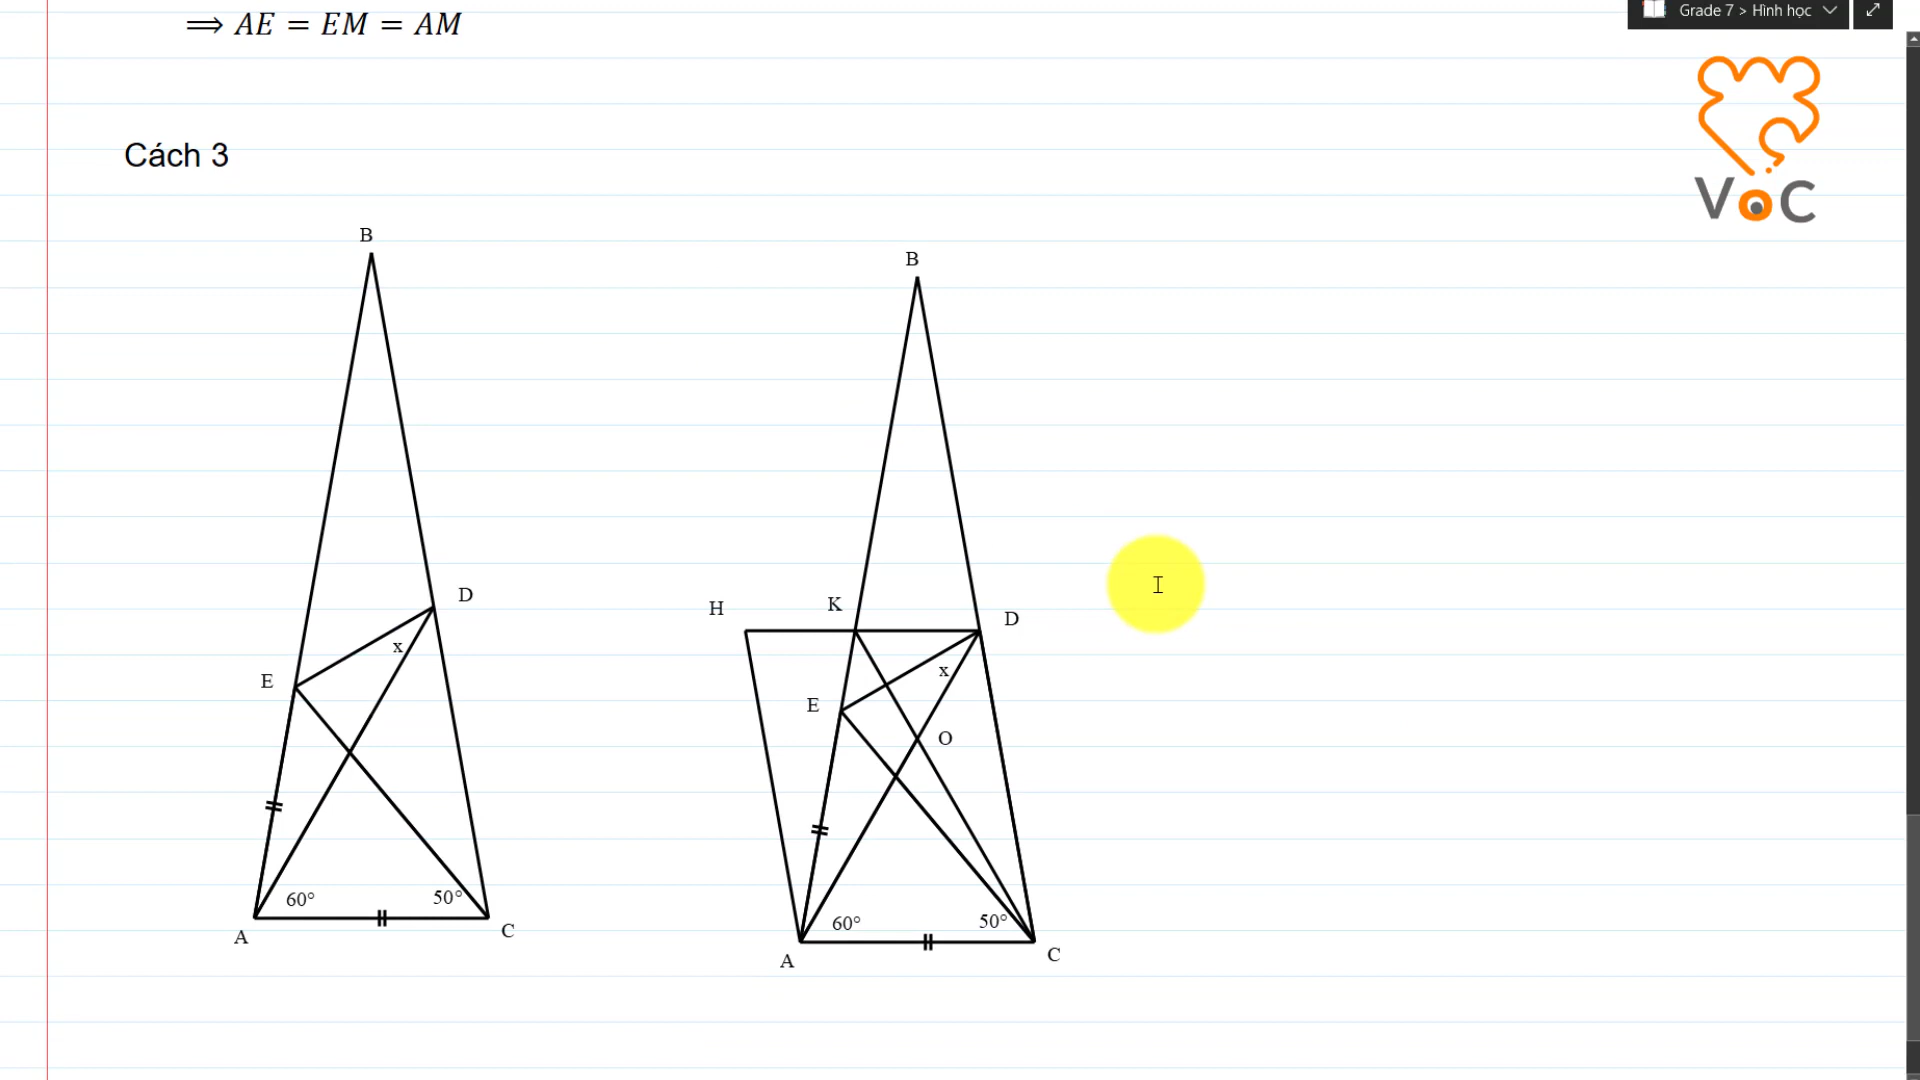 ⟹ AE = EM = AM
Grade 7 > Hình học
VOC
Cách 3
B
D
x
E
60°
50°
A
C
B
H
K
D
x
E
O
60°
50°
A
C